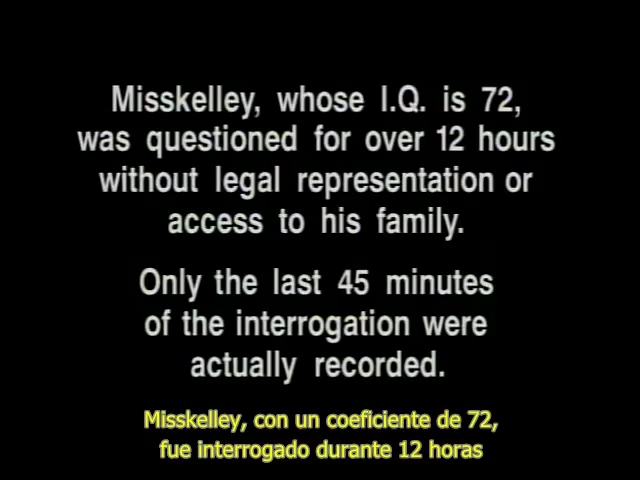 Misskelley, whose I.Q. is 72,
was questioned for over 12 hours
without legal representation or
access to his family.
Only the last 45 minutes
of the interrogation were
actually recorded.
Misskelley, con un coeficiente de 72,
fue interrogado durante 12 horas